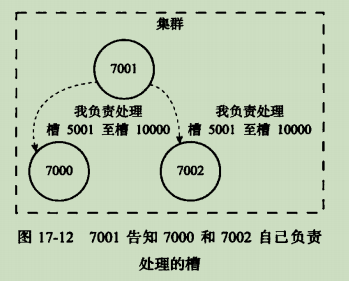 集群
7001
我负责处理 我负责处理
槽 5001 至槽 10000 槽 5001 至槽 10000
7000 7002
图 17-12 7001 告知 7000 和 7002 自己负责
处理的槽